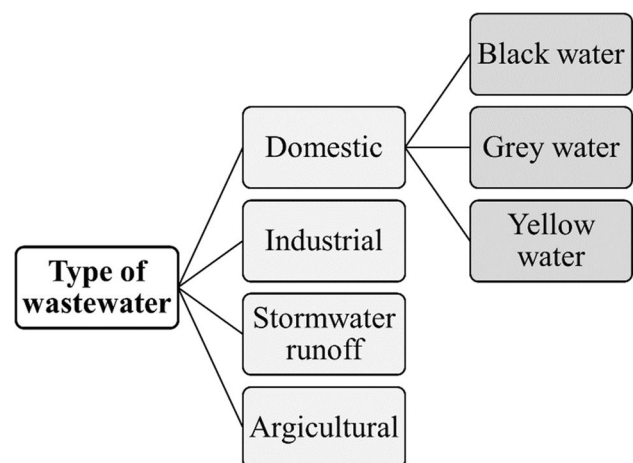 Type of
wastewater
Domestic
Industrial
Stormwater
runoff
Argicultural
Black water
Grey water
Yellow
water